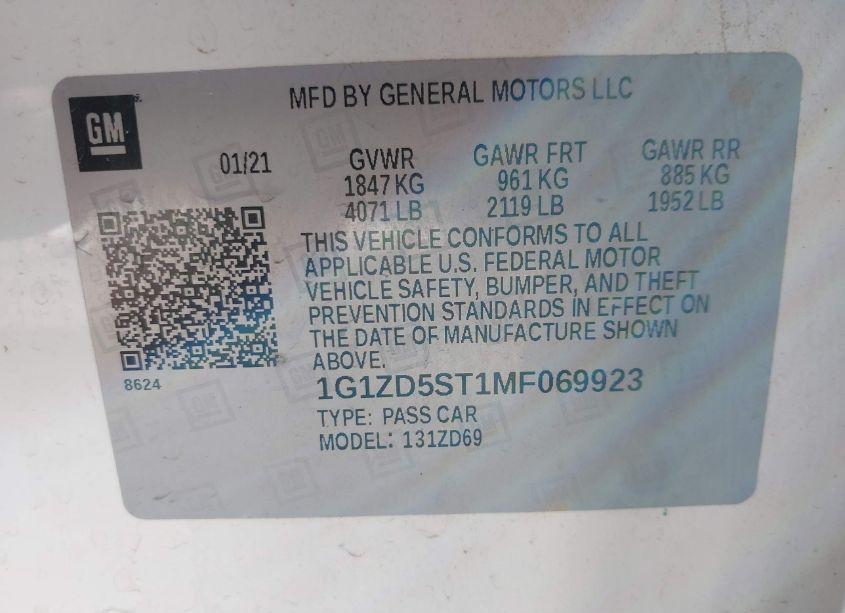 GM
MFD BY GENERAL MOTORS LLC
01/21
GVWR GAWR FRT GAWR RR
1847 KG 961 KG 885 KG
4071 LB 2119 LB 1952 LB
THIS VEHICLE CONFORMS TO ALL
APPLICABLE U.S. FEDERAL MOTOR
VEHICLE SAFETY, BUMPER, AND THEFT
PREVENTION STANDARDS IN EFFECT ON
THE DATE OF MANUFACTURE SHOWN
ABOVE.
8624
1G1ZD5ST1MF069923
TYPE: PASS CAR
MODEL: 131ZD69